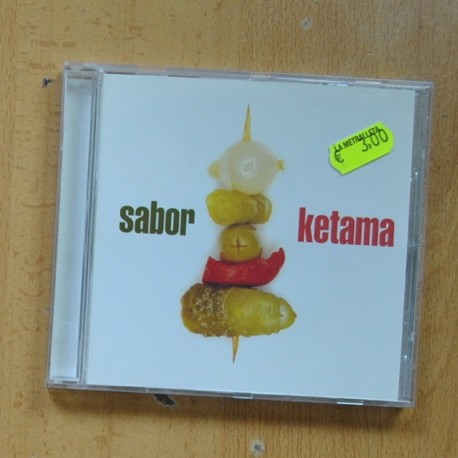 LA METRALLETA
€ 3,00
sabor
ketama